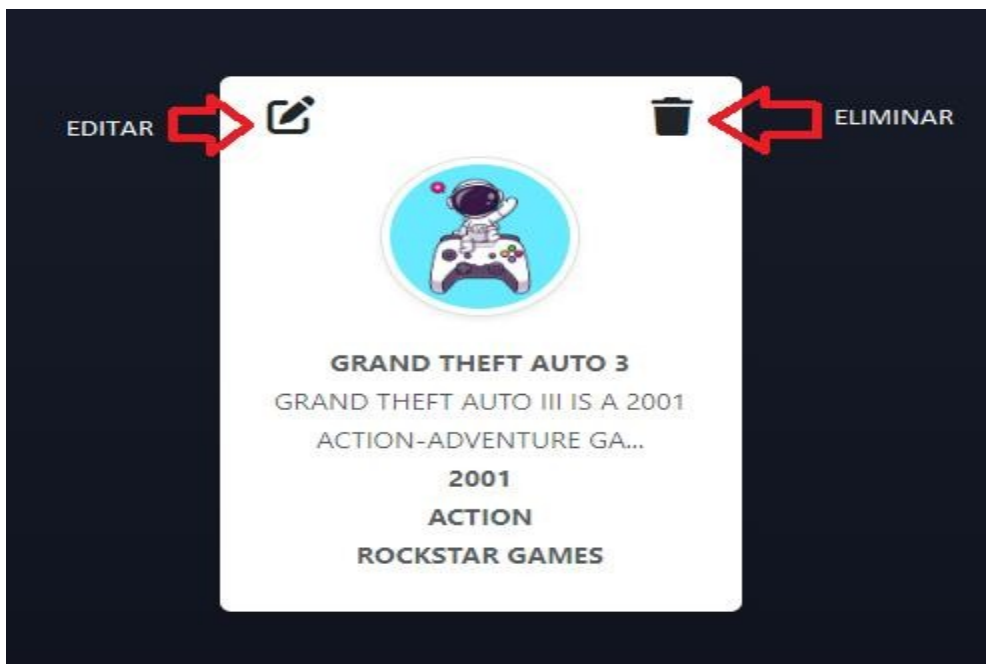 EDITAR
ELIMINAR
GRAND THEFT AUTO 3
GRAND THEFT AUTO III IS A 2001
ACTION-ADVENTURE GA...
2001
ACTION
ROCKSTAR GAMES